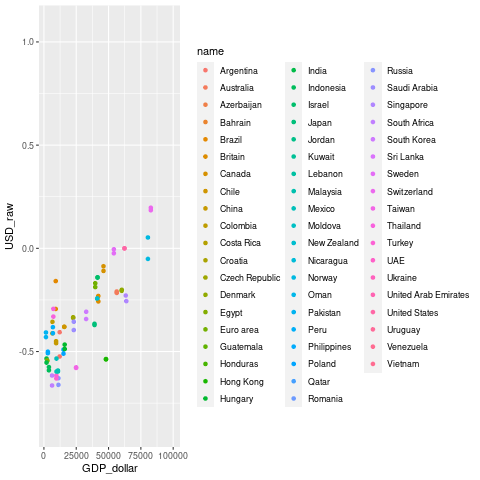 name
1.0
0.5
0.0
-0.5
USD_raw
0
25000
50000
75000
100000
GDP_dollar
Argentina
Australia
Azerbaijan
Bahrain
Brazil
Britain
Canada
Chile
China
Colombia
Costa Rica
Croatia
Czech Republic
Denmark
Egypt
Euro area
Guatemala
Honduras
Hong Kong
Hungary
India
Indonesia
Israel
Japan
Jordan
Kuwait
Lebanon
Malaysia
Mexico
Moldova
New Zealand
Nicaragua
Norway
Oman
Pakistan
Peru
Philippines
Poland
Qatar
Romania
Russia
Saudi Arabia
Singapore
South Africa
South Korea
Sri Lanka
Sweden
Switzerland
Taiwan
Thailand
Turkey
UAE
Ukraine
United Arab Emirates
United States
Uruguay
Venezuela
Vietnam